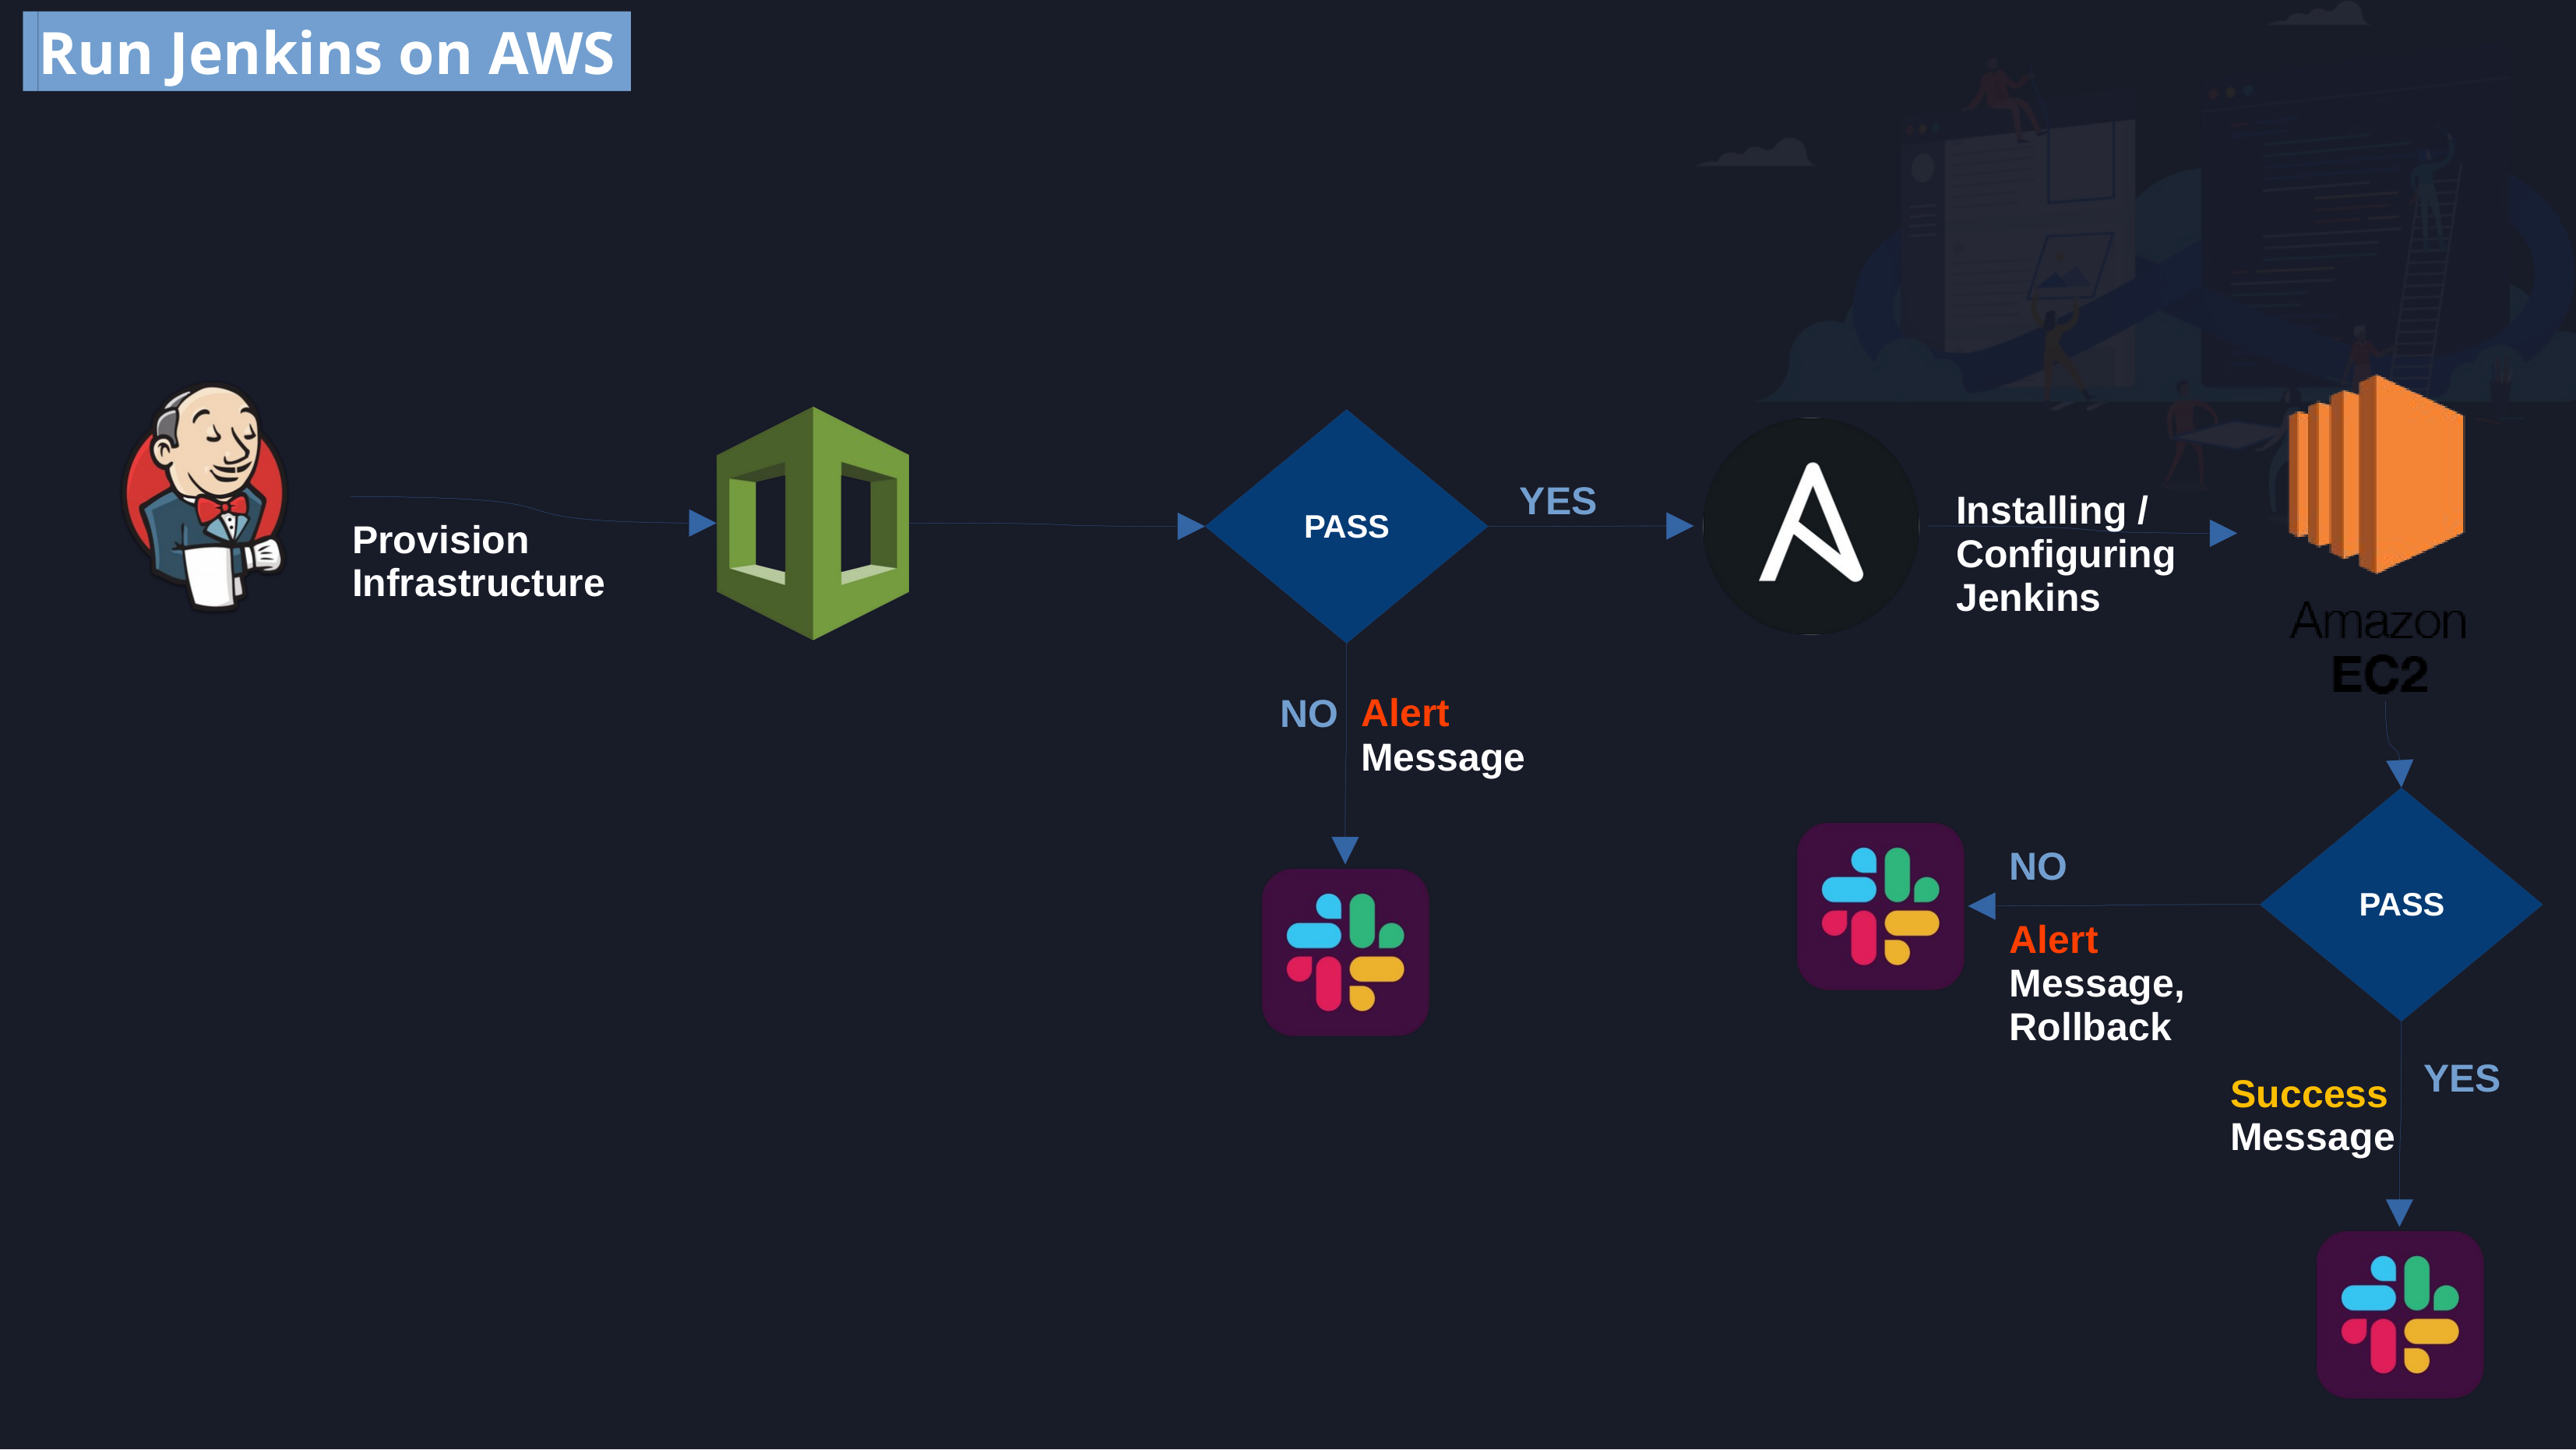 Run Jenkins on AWS
Provision
Infrastructure
PASS
YES
Installing /
Configuring
Jenkins
Amazon
EC2
NO
Alert
Message
NO
Alert
Message,
Rollback
PASS
YES
Success
Message